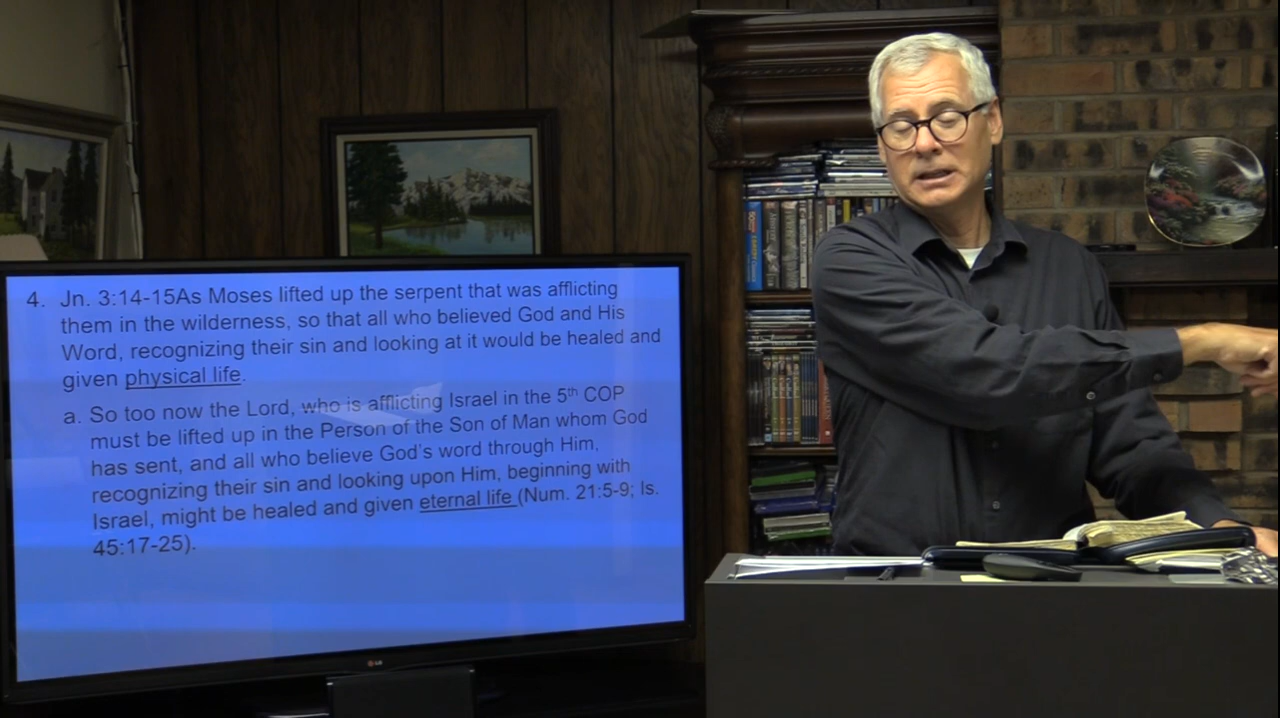 4. Jn. 3:14-15As Moses lifted up the serpent that was afflicting
them in the wilderness, so that all who believed God and His
Word, recognizing their sin and looking at it would be healed and
given physical life.
a. So too now the Lord, who is afflicting Israel in the 5th COP
must be lifted up in the Person of the Son of Man whom God
has sent, and all who believe God's word through Him,
recognizing their sin and looking upon Him, beginning with
Israel, might be healed and given eternal life (Num. 21:5-9; Is.
45:17-25).
LG